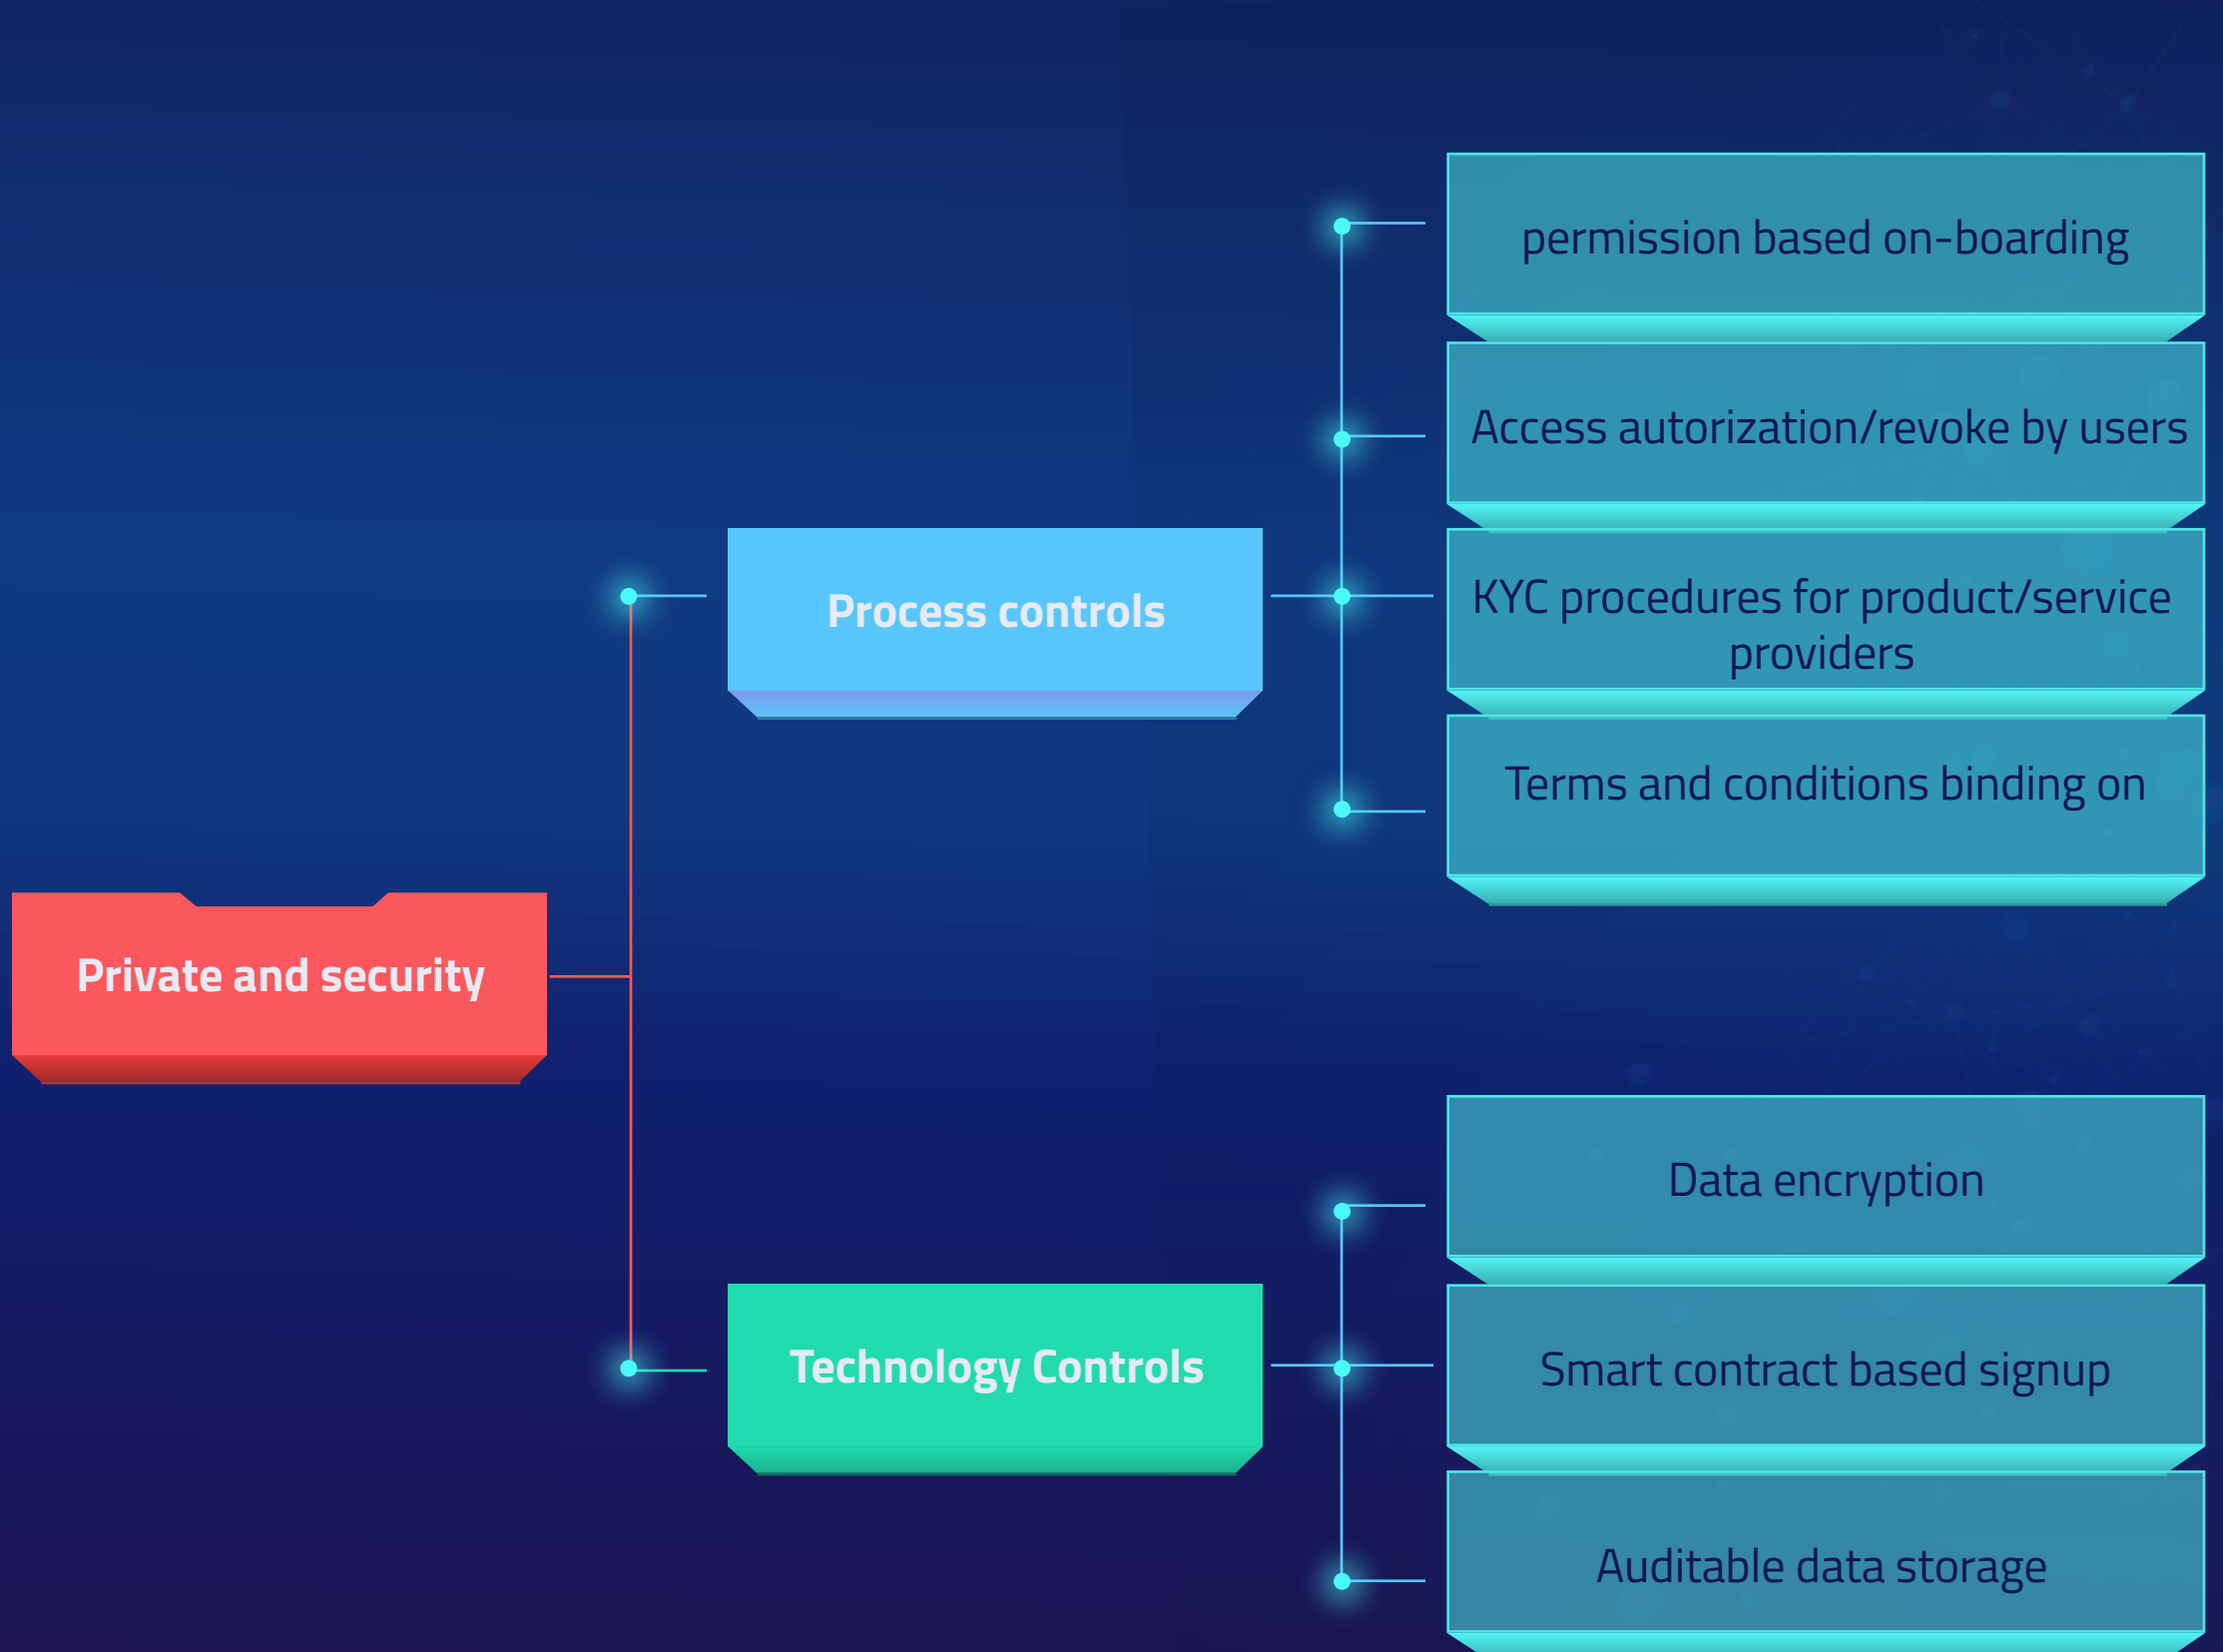 permission based on-boarding
Access autorization/revoke by users
KYC procedures for product/service
providers
Process controls
Terms and conditions binding on
Private and security
Data encryption
Smart contract based signup
Technology Controls
Auditable data storage